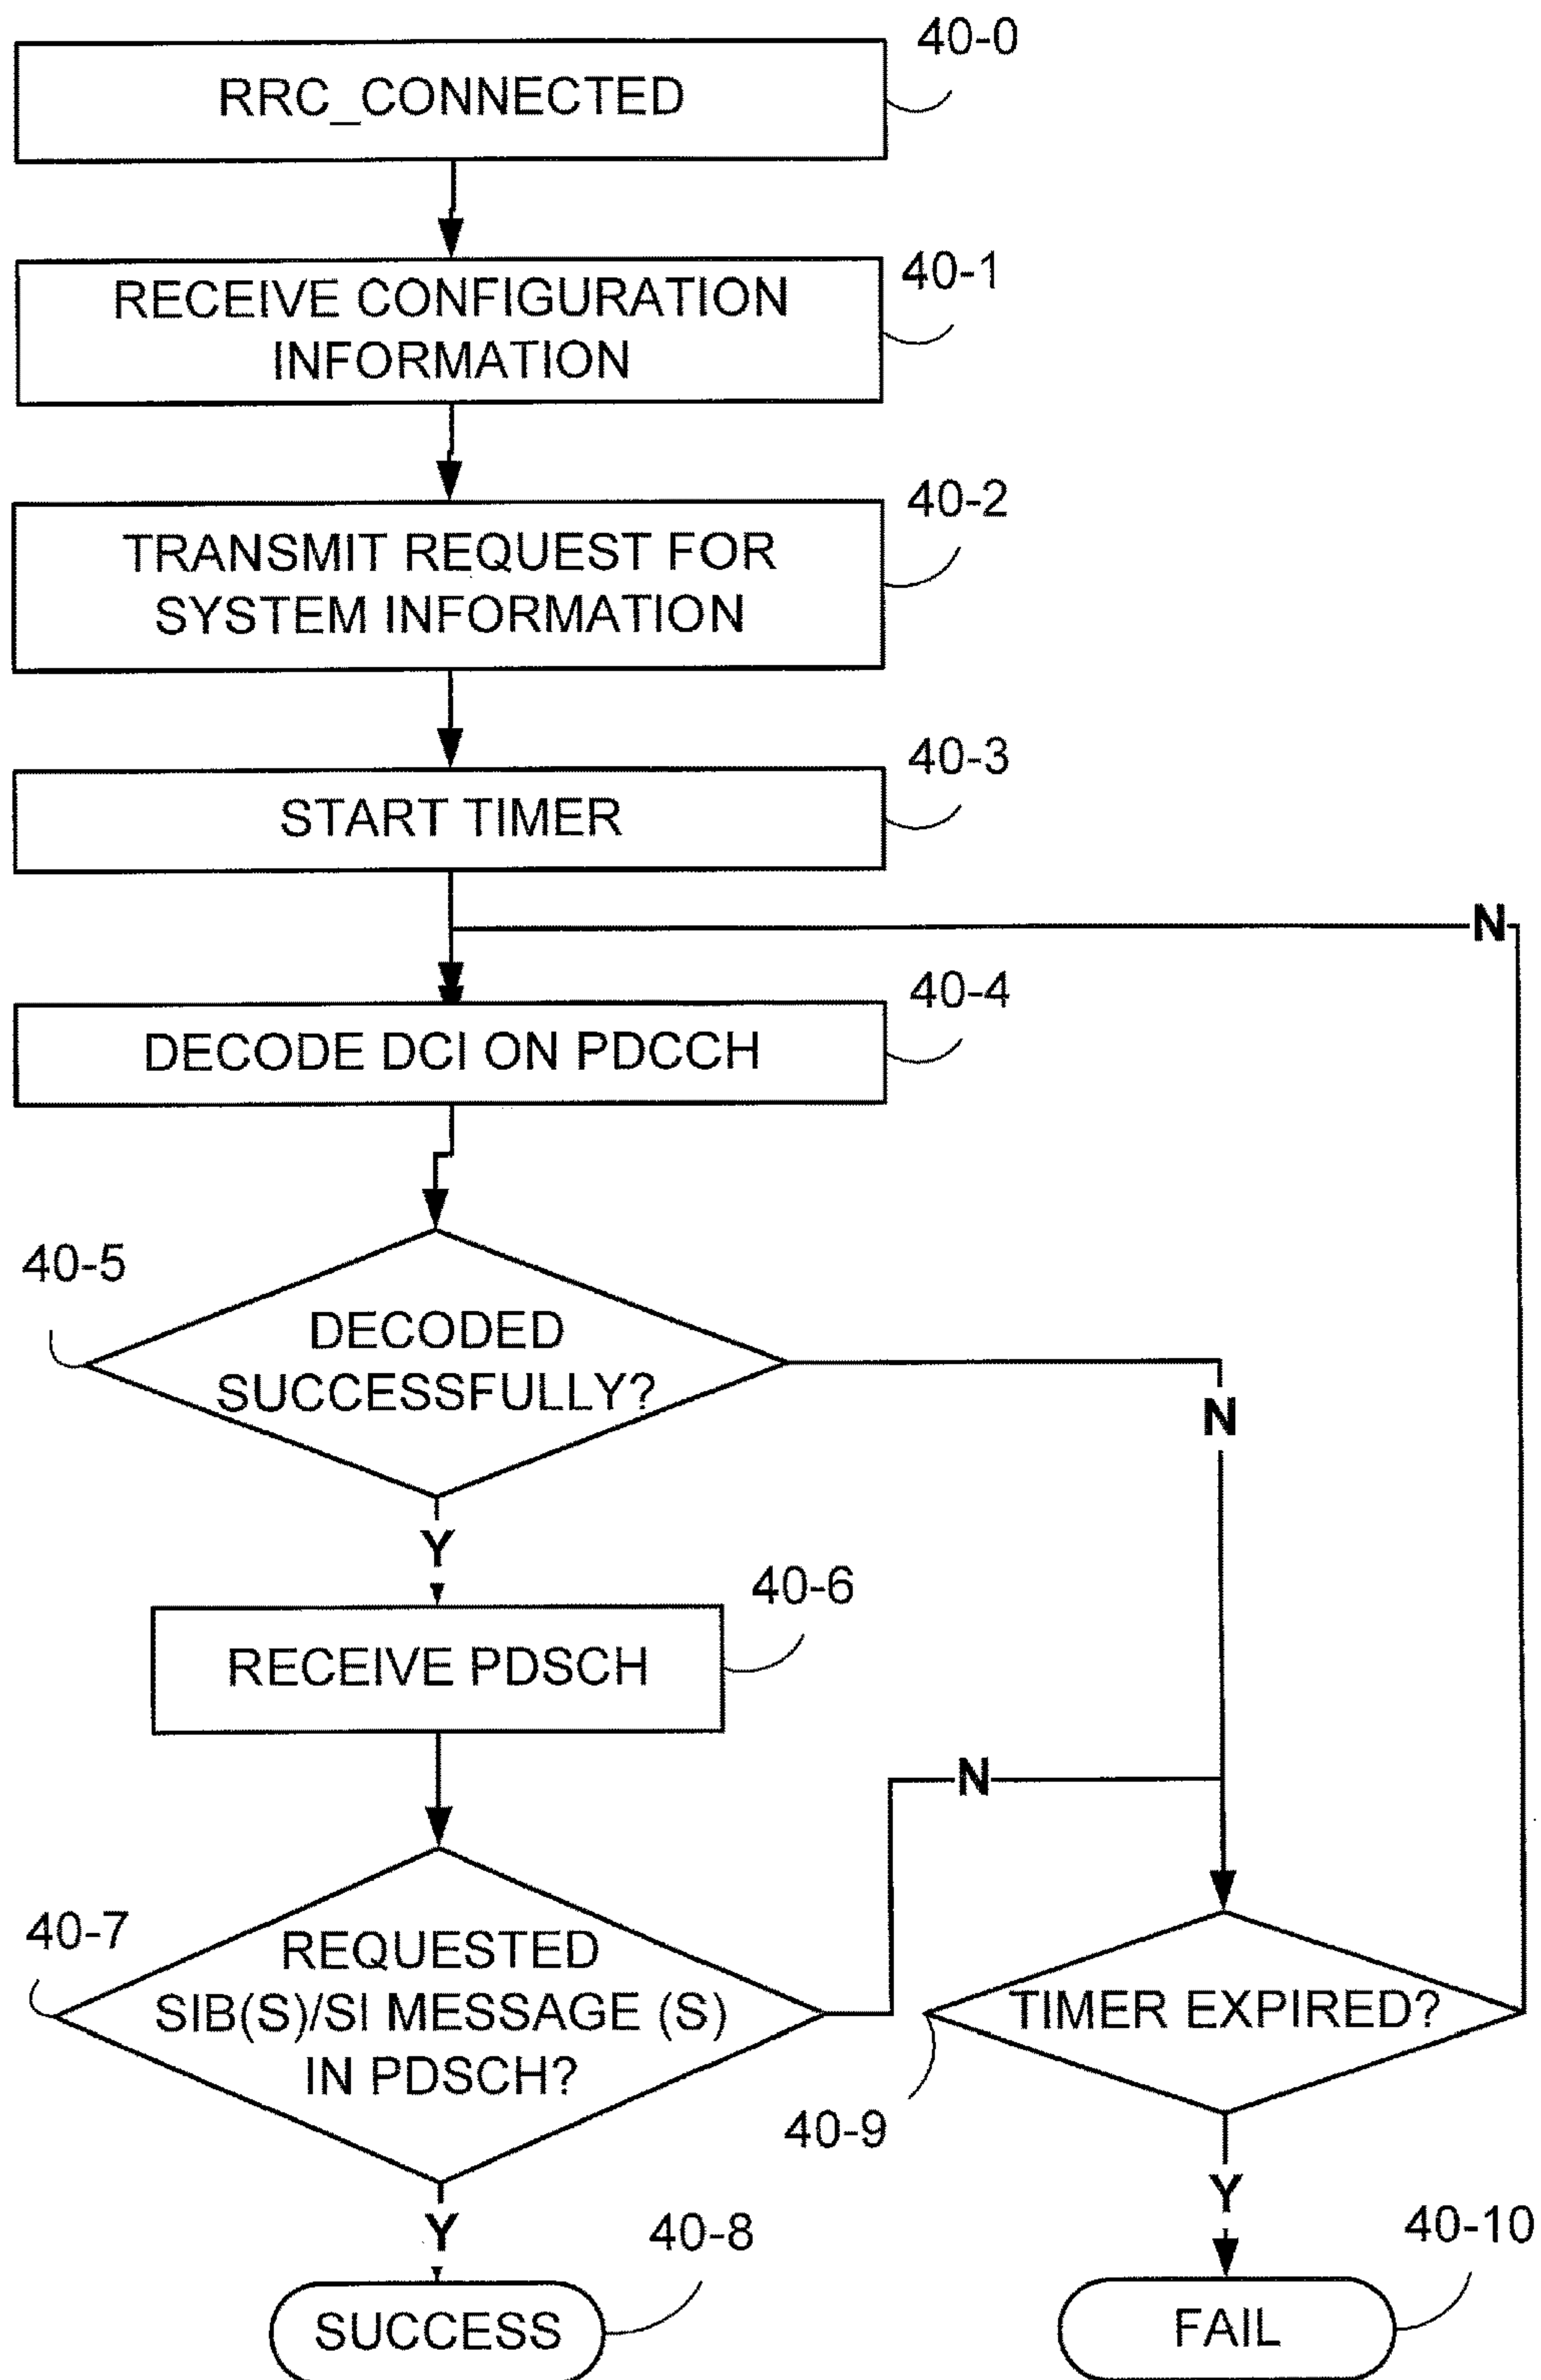 40-0
RRC_CONNECTED
40-1
RECEIVE CONFIGURATION
INFORMATION
40-2
TRANSMIT REQUEST FOR
SYSTEM INFORMATION
40-3
START TIMER
N
40-4
DECODE DCI ON PDCCH
40-5
DECODED
SUCCESSFULLY?
N
Y
40-6
RECEIVE PDSCH
N
40-7
REQUESTED
SIB(S)/SI MESSAGE (S)
IN PDSCH?
TIMER EXPIRED?
40-9
Y
Y
40-8
40-10
SUCCESS
FAIL